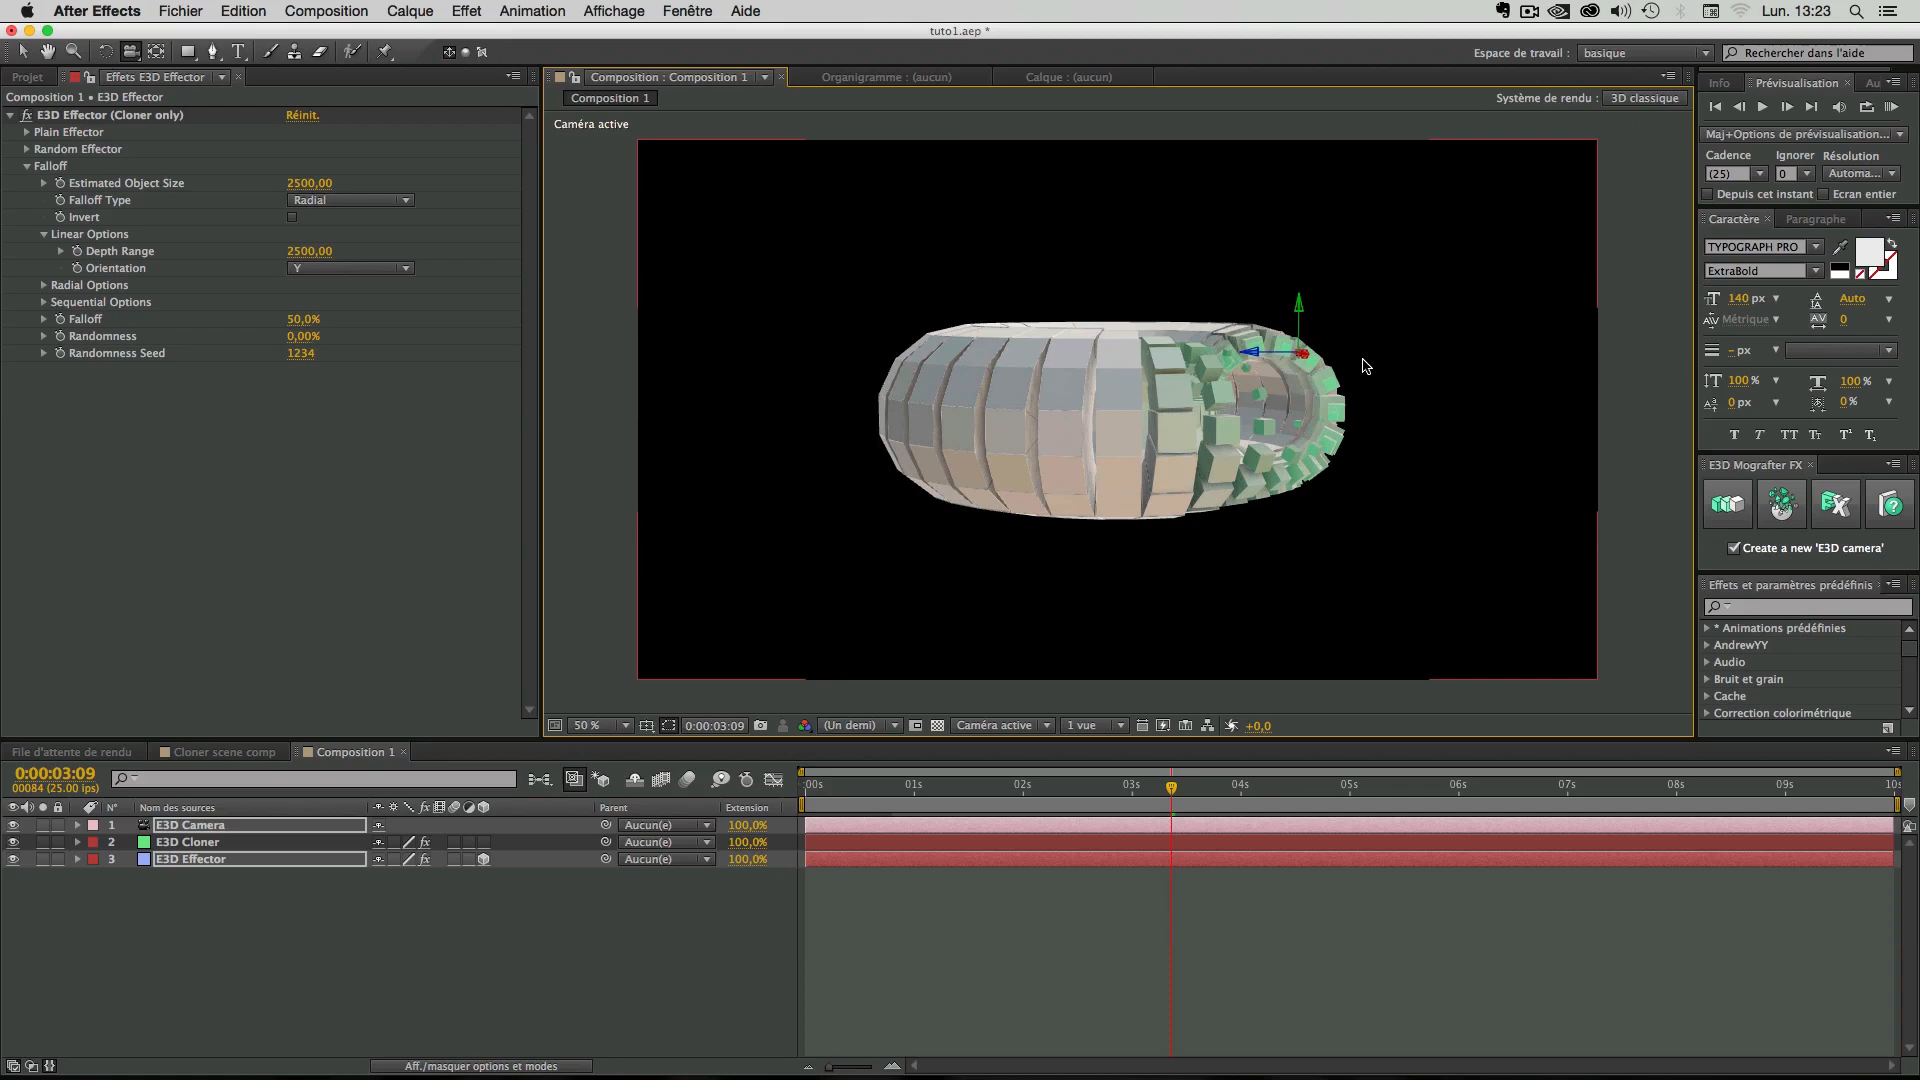 After Effects Fichier Edition Composition Calque Effet Animation Affichage Fenêtre Aide Lun. 13:23
tuto1.aep *
Espace de travail : basique Rechercher dans l'aide
Projet Effets E3D Effector
Composition : Composition 1 Organigramme : (aucun) Calque : (aucun)
Info Prévisualisation Au
Composition 1 • E3D Effector
Composition 1
Système de rendu : 3D classique
E3D Effector (Cloner only) Réinit.
Plain Effector
Random Effector
Falloff
Estimated Object Size 2500,00
Falloff Type Radial
Invert
Linear Options
Depth Range 2500,00
Orientation Y
Radial Options
Sequential Options
Falloff 50,0%
Randomness 0,00%
Randomness Seed 1234
Caméra active
50 % 0:00:03:09 (Un demi) Caméra active 1 vue +0,0
Maj+Options de prévisualisation...
Cadence Ignorer Résolution
(25) 0 Automa...
Depuis cet instant Ecran entier
Caractère Paragraphe
TYPOGRAPH PRO
ExtraBold
140 px Auto
Métrique 0
- px
100 % 100 %
0 px 0 %
T T TT Tt T¹ T₁
E3D Mografter FX
Create a new 'E3D camera'
Effets et paramètres prédéfinis
* Animations prédéfinies
AndrewYY
Audio
Bruit et grain
Cache
Correction colorimétrique
File d'attente de rendu Cloner scene comp Composition 1
0:00:03:09
00084 (25.00 ips)
:00s 01s 02s 03s 04s 05s 06s 07s 08s 09s 10s
N° Nom des sources Parent Extension
1 E3D Camera Aucun(e) 100,0%
2 E3D Cloner Aucun(e) 100,0%
3 E3D Effector Aucun(e) 100,0%
Aff./masquer options et modes